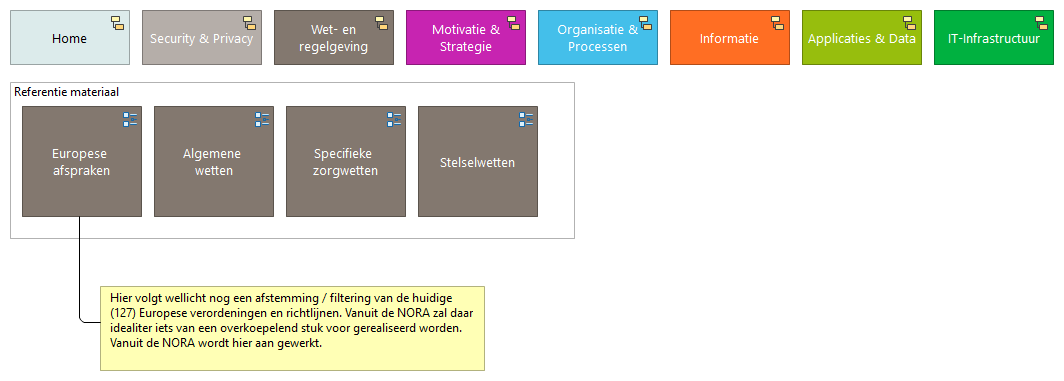 Home
Security & Privacy
Wet- en
regelgeving
Motivatie &
Strategie
Organisatie &
Processen
Informatie
Applicaties & Data
IT-Infrastructuur
Referentie materiaal
Europese
afspraken
Algemene
wetten
Specifieke
zorgwetten
Stelselwetten
Hier volgt wellicht nog een afstemming / filtering van de huidige
(127) Europese verordeningen en richtlijnen. Vanuit de NORA zal daar
idealiter iets van een overkoepelend stuk voor gerealiseerd worden.
Vanuit de NORA wordt hier aan gewerkt.